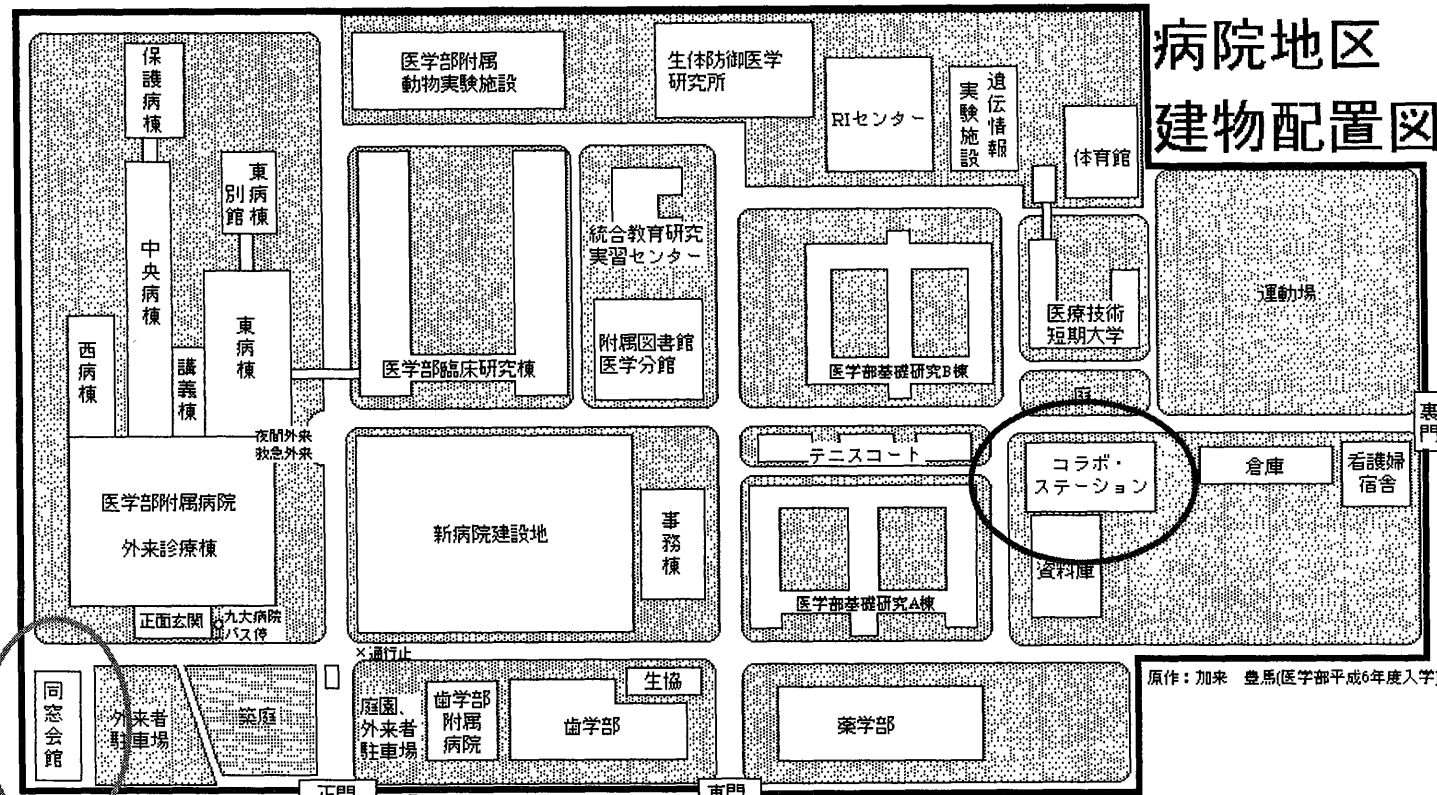 病院地区
建物配置図
保護病棟
医学部附属
動物実験施設
生体防御医学
研究所
RIセンター
遺伝情報
実験施設
体育館
東病棟
別館
中央病棟
統合教育研究
実習センター
運動場
医療技術
短期大学
西病棟
講義棟
東病棟
医学部臨床研究棟
附属図書館
医学分館
医学部基礎研究B棟
庭
裏門
夜間外来
救急外来
テニスコート
コラボ・
ステーション
倉庫
看護婦
宿舎
医学部附属病院
外来診療棟
新病院建設地
事務棟
資料庫
医学部基礎研究A棟
正面玄関
九大病院
バス停
×通行止
原作：加来 豊馬(医学部平成6年度入学)
同窓会館
外来者
駐車場
築庭
庭園、
外来者
駐車場
歯学部
附属
病院
生協
歯学部
薬学部
正門
東門